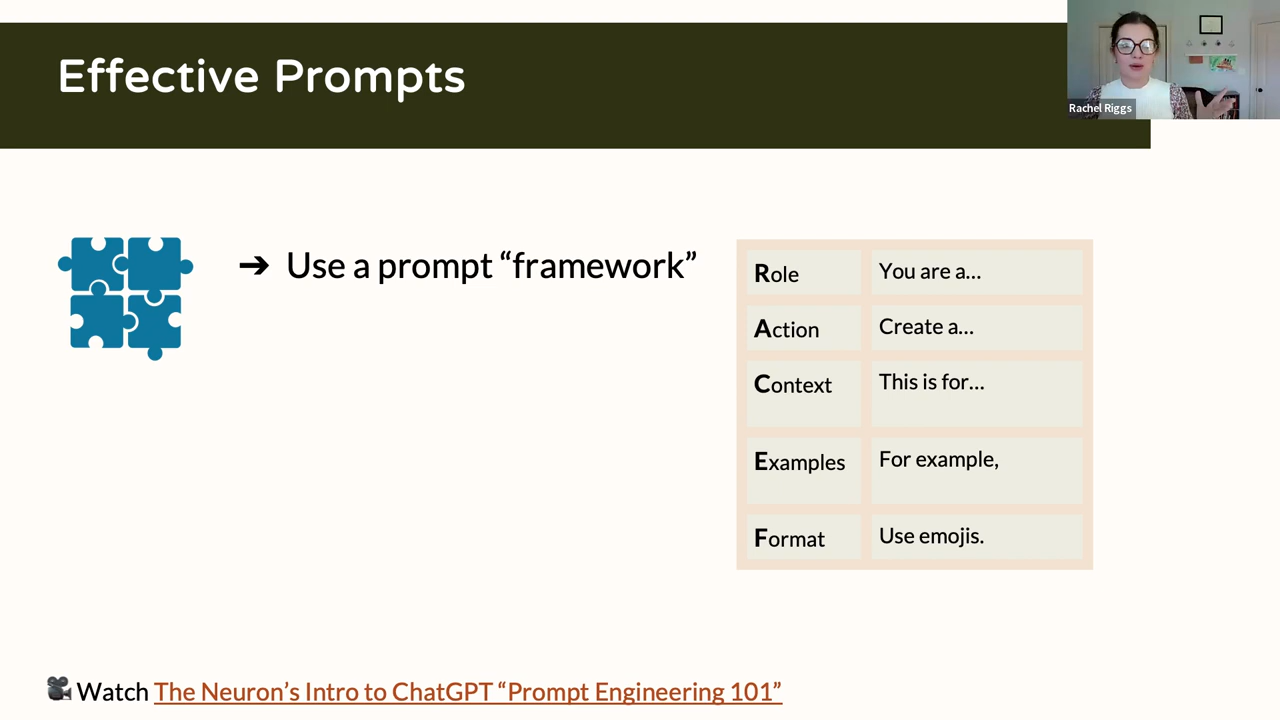 Effective Prompts
Rachel Riggs
➔ Use a prompt “framework”
Role You are a...
Action Create a...
Context This is for...
Examples For example,
Format Use emojis.
Watch The Neuron’s Intro to ChatGPT “Prompt Engineering 101”